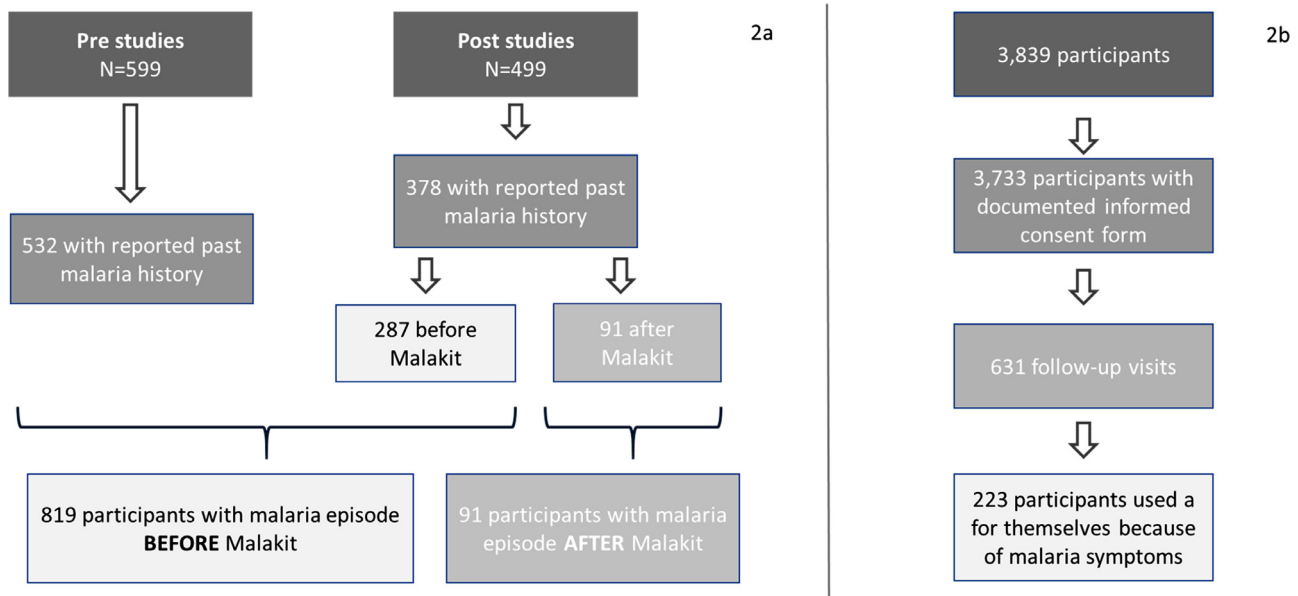 2a
Pre studies
N=599
Post studies
N=499
378 with reported past
malaria history
532 with reported past
malaria history
287 before
Malakit
91 after
Malakit
819 participants with malaria episode
BEFORE Malakit
91 participants with malaria
episode AFTER Malakit
2b
3,839 participants
3,733 participants with
documented informed
consent form
631 follow-up visits
223 participants used a
for themselves because
of malaria symptoms